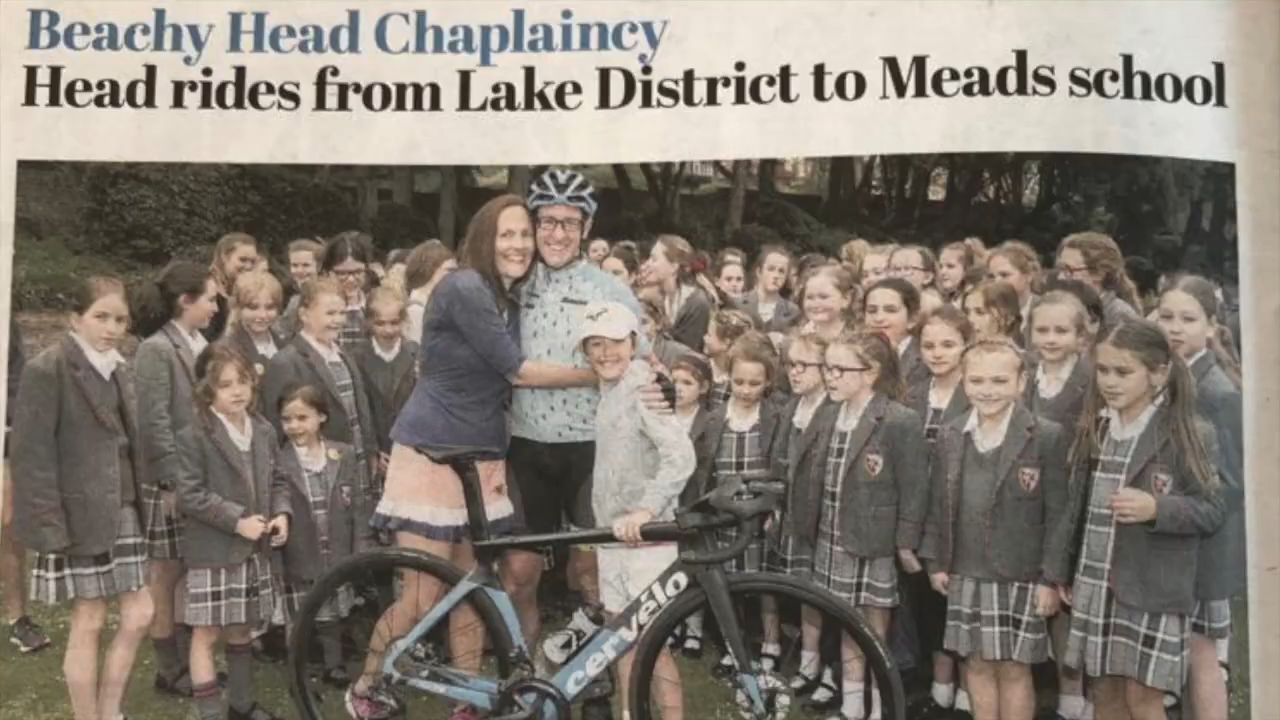 Beachy Head Chaplaincy
Head rides from Lake District to Meads school
cervélo